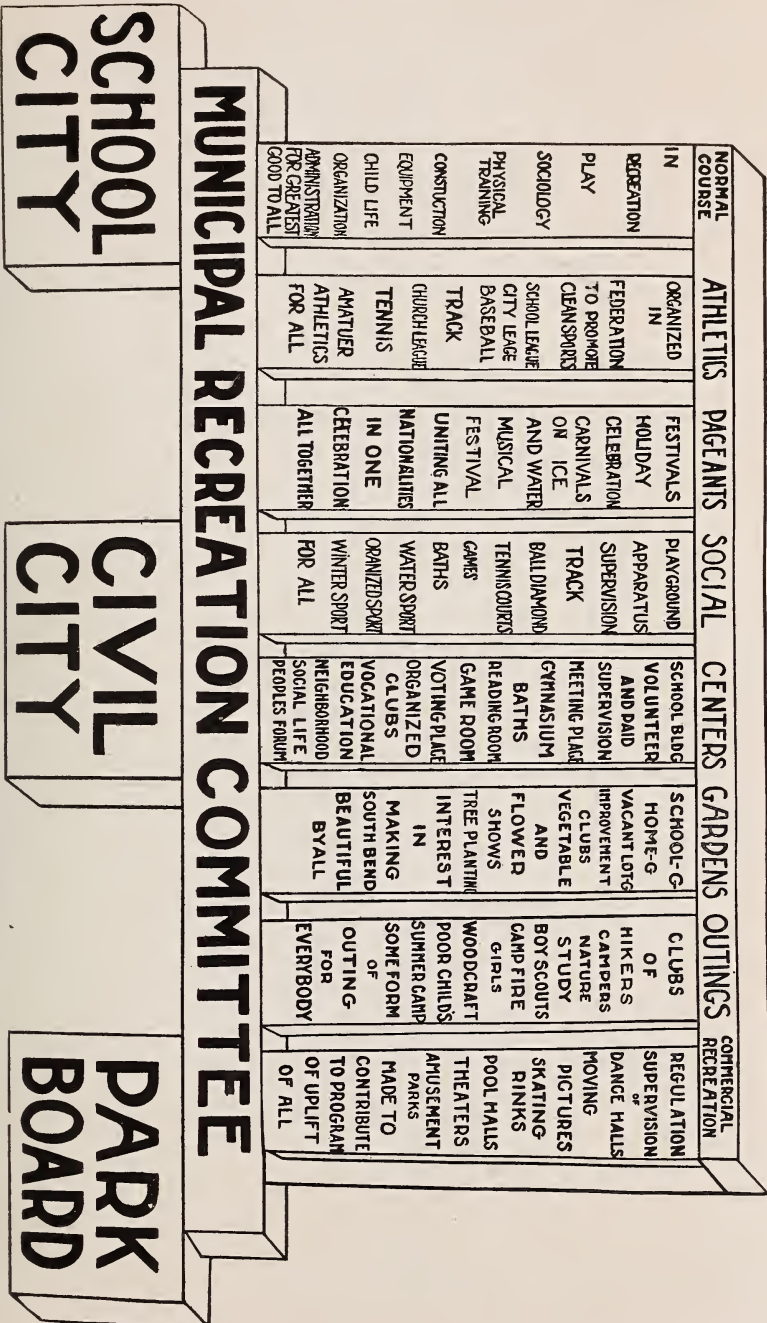 NORMAL
COURSE
ATHLETICS
PAGEANTS
SOCIAL
CENTERS
GARDENS
OUTINGS
COMMERCIAL
RECREATION
IN
RECREATION
PLAY
SOCIOLOGY
PHYSICAL
TRAINING
CONSTUCTION
EQUIPMENT
CHILD LIFE
ORGANIZATION
ADMINISTRATION
FOR GREATEST
GOOD TO ALL
ORGANIZED
IN
FEDERATION
TO PROMOTE
CLEAN SPORTS
SCHOOL LEAGUE
CITY LEAGE
BASEBALL
TRACK
CHURCH LEAGUE
TENNIS
AMATUER
ATHLETICS
FOR ALL
FESTIVALS
HOLIDAY
CELEBRATION
CARNIVALS
ON ICE
AND WATER
MUSICAL
FESTIVAL
UNITING ALL
NATIONALITIES
IN ONE
CELEBRATION
ALL TOGETHER
PLAYGROUND
APPARATUS
SUPERVISION
TRACK
BALL DIAMOND
TENNIS COURTS
GAMES
BATHS
WATER SPORT
ORANIZED SPORT
WINTER SPORT
FOR ALL
SCHOOL BLDG
VOLUNTEER
AND PAID
SUPERVISION
MEETING PLACE
GYMNASIUM
BATHS
READING ROOM
GAME ROOM
VOTING PLACE
ORGANIZED
CLUBS
VOCATIONAL
EDUCATION
NEIGHBORHOOD
SOCIAL LIFE
PEOPLES FORUM
SCHOOL-G
HOME-G
VACANT LOT-G
IMPROVEMENT
CLUBS
VEGETABLE
AND
FLOWER
SHOWS
TREE PLANTING
INTEREST
IN
MAKING
SOUTH BEND
BEAUTIFUL
BY ALL
CLUBS
OF
HIKERS
CAMPERS
NATURE
STUDY
BOY SCOUTS
CAMP FIRE
GIRLS
WOODCRAFT
POOR CHILD'S
SUMMER CAMP
SOME FORM
OF
OUTING
FOR
EVERYBODY
REGULATION
SUPERVISION
OF
DANCE HALLS
MOVING
PICTURES
SKATING
RINKS
POOL HALLS
THEATERS
AMUSEMENT
PARKS
MADE TO
CONTRIBUTE
TO PROGRAM
OF UPLIFT
OF ALL
MUNICIPAL RECREATION COMMITTEE
SCHOOL
CITY
CIVIL
CITY
PARK
BOARD